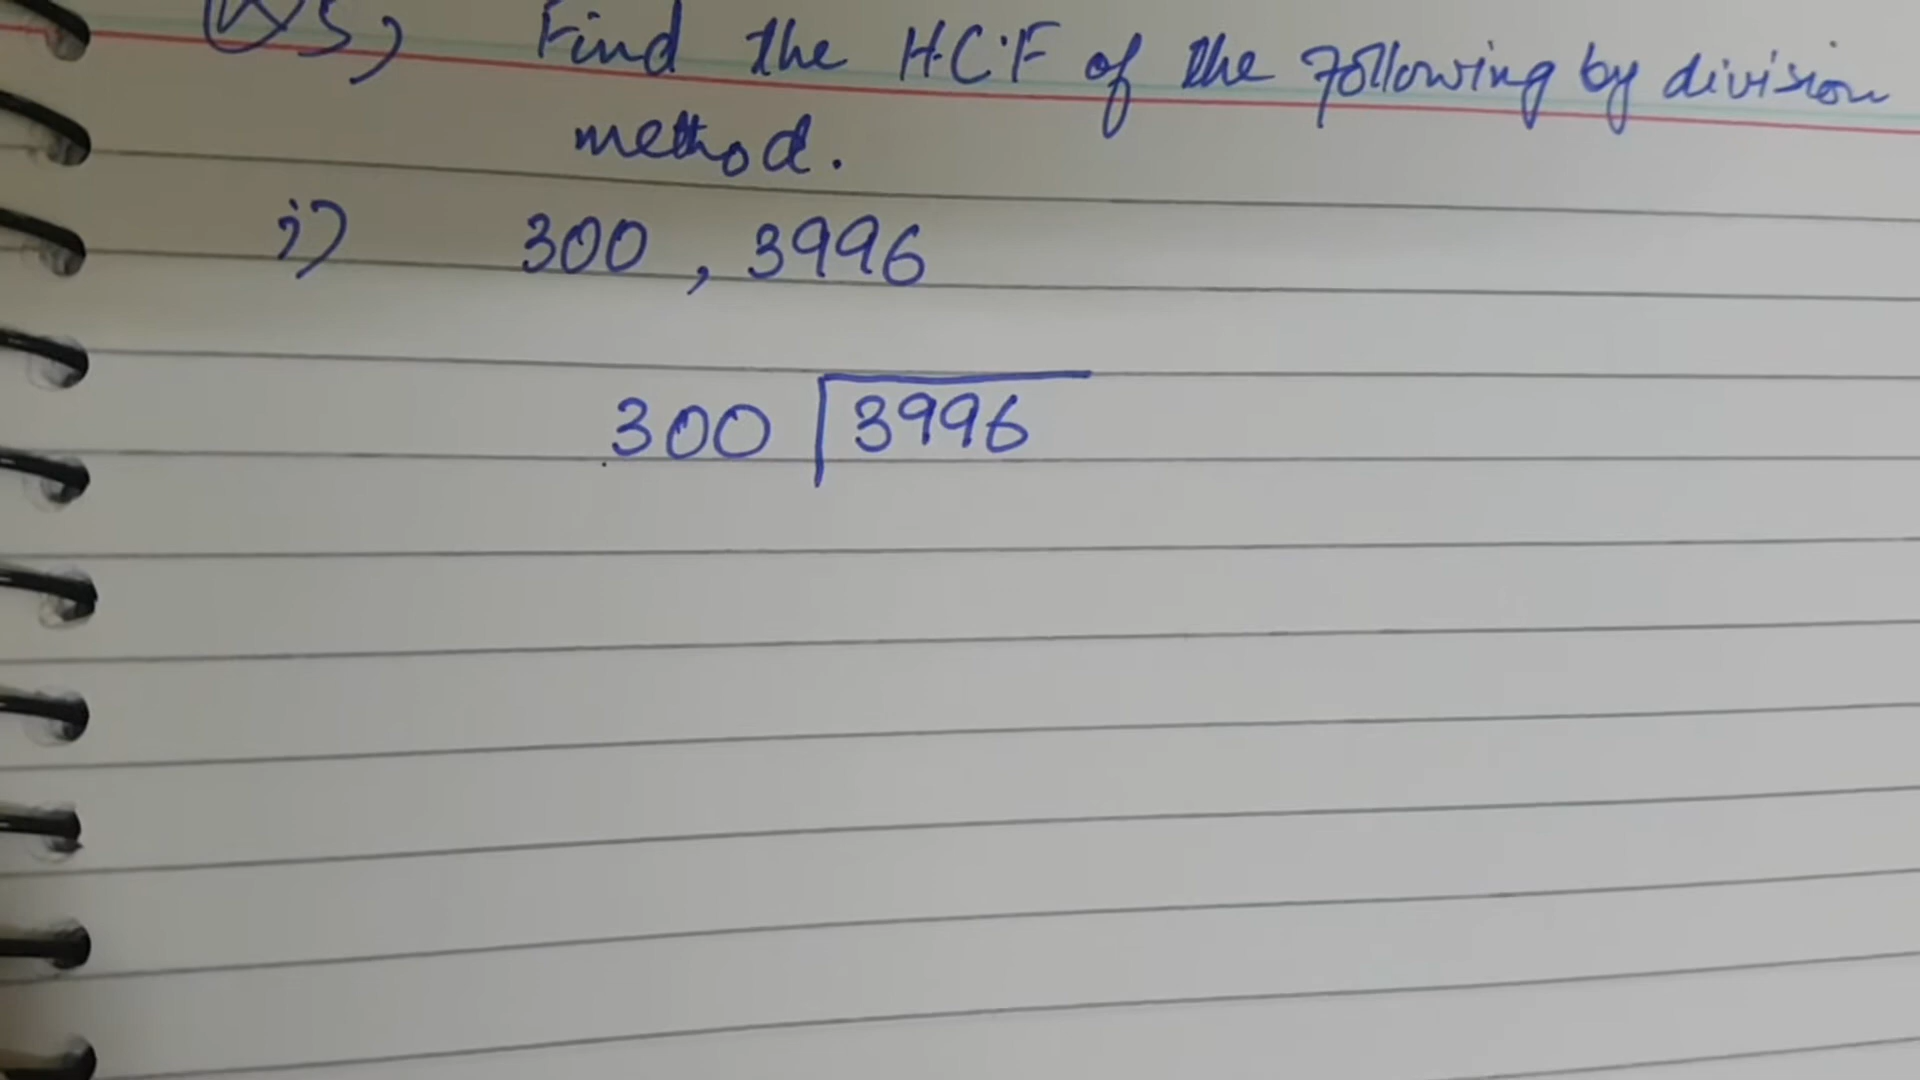 Q5) Find the H.C.F of the following by division
method.
i) 300 , 3996
300 3996